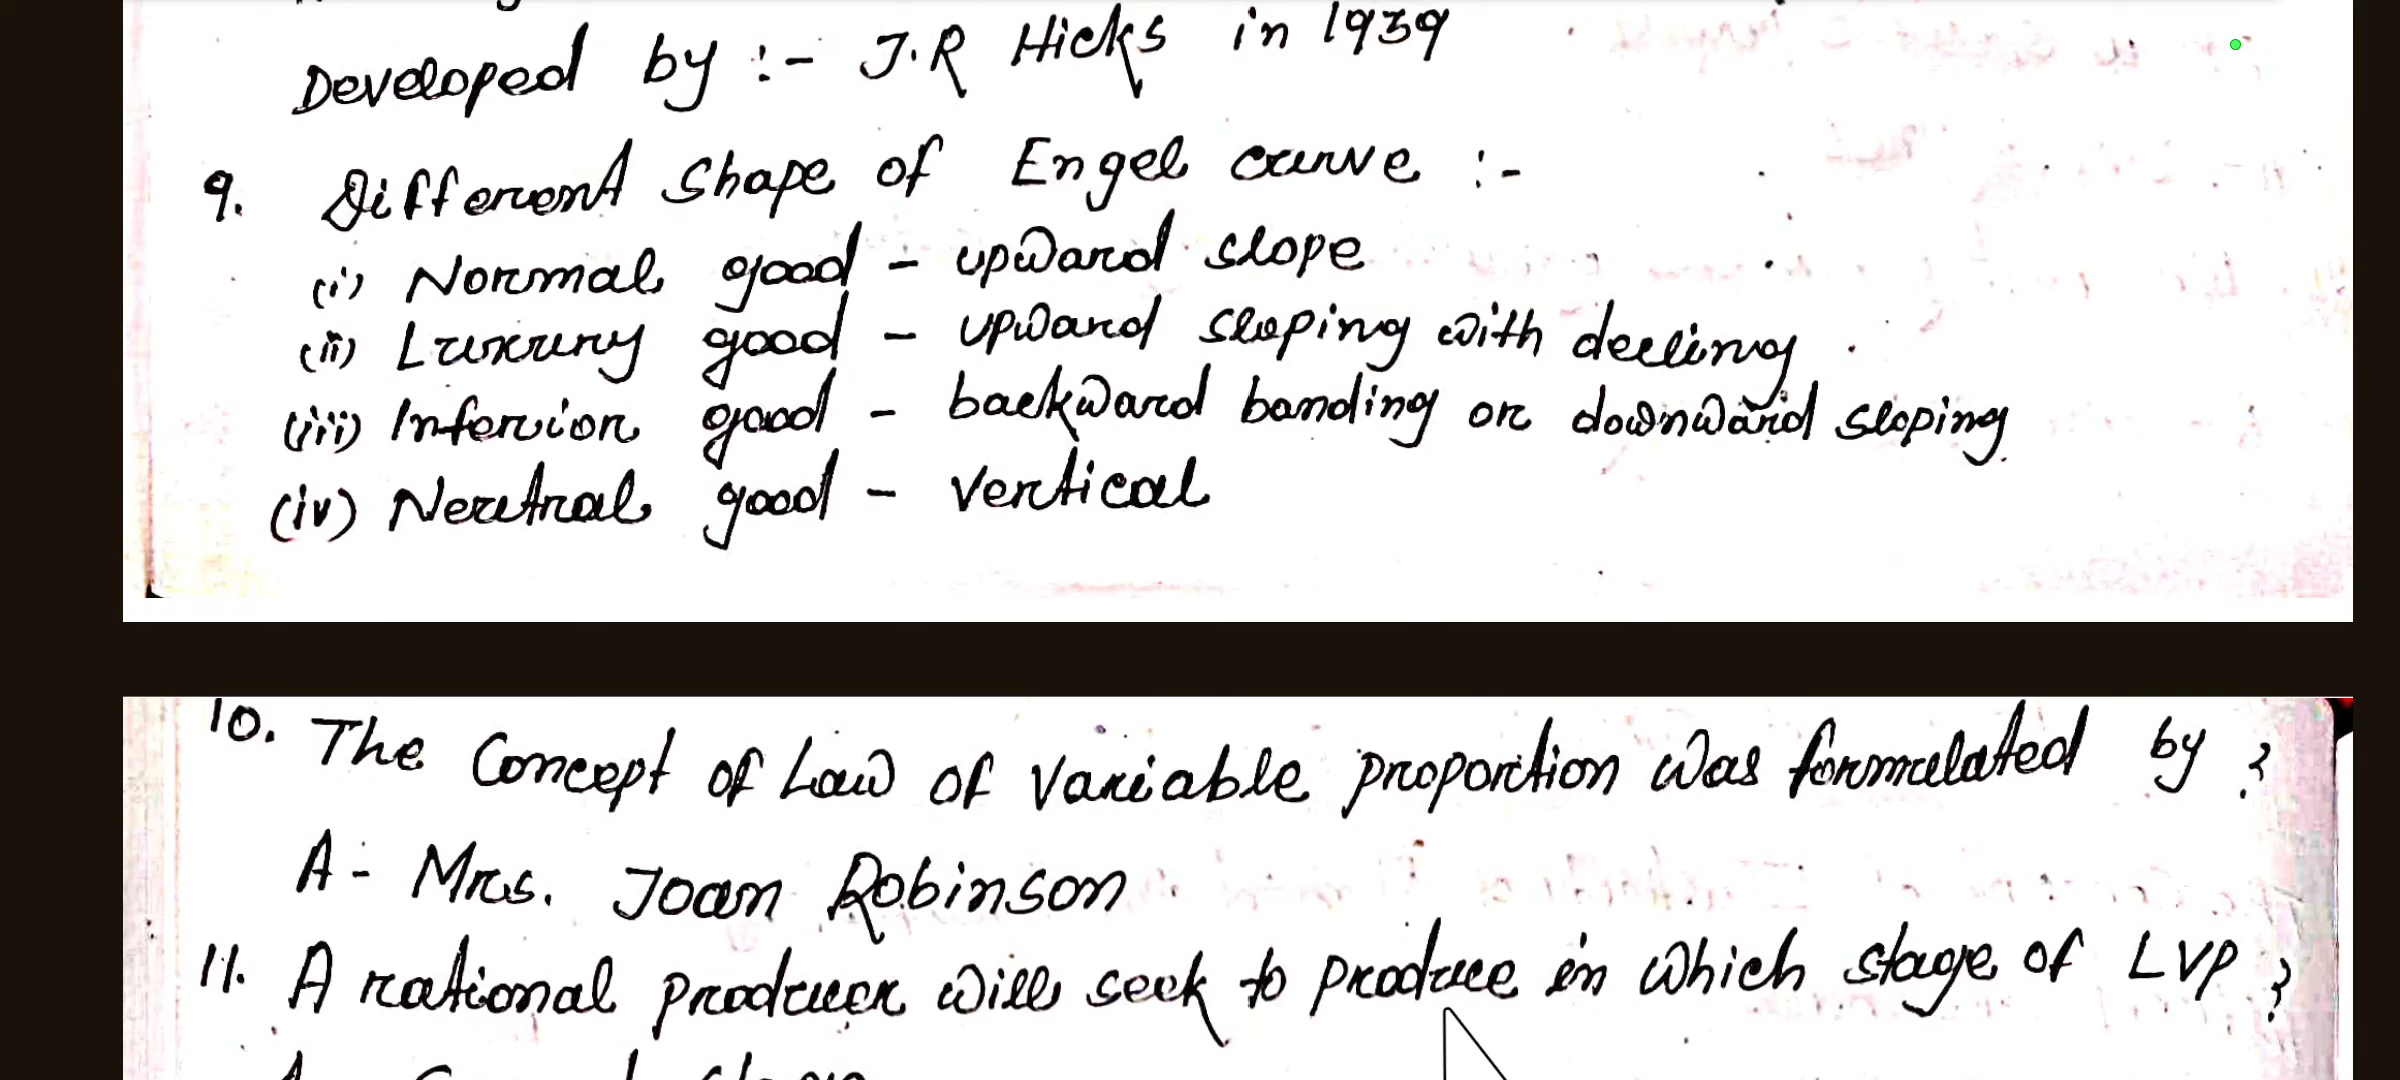 Developed by :- J.R Hicks in 1939
9. Different shape of Engel curve :-
(i) Normal good - upward slope
(ii) Luxury good - upward sloping with decling
(iii) Inferior good - backward banding or downward sloping
(iv) Neutral good - Vertical
10. The Concept of Law of Variable proportion was formulated by ?
A - Mrs. Joan Robinson
11. A rational producer will seek to produce in which stage of LVP ?